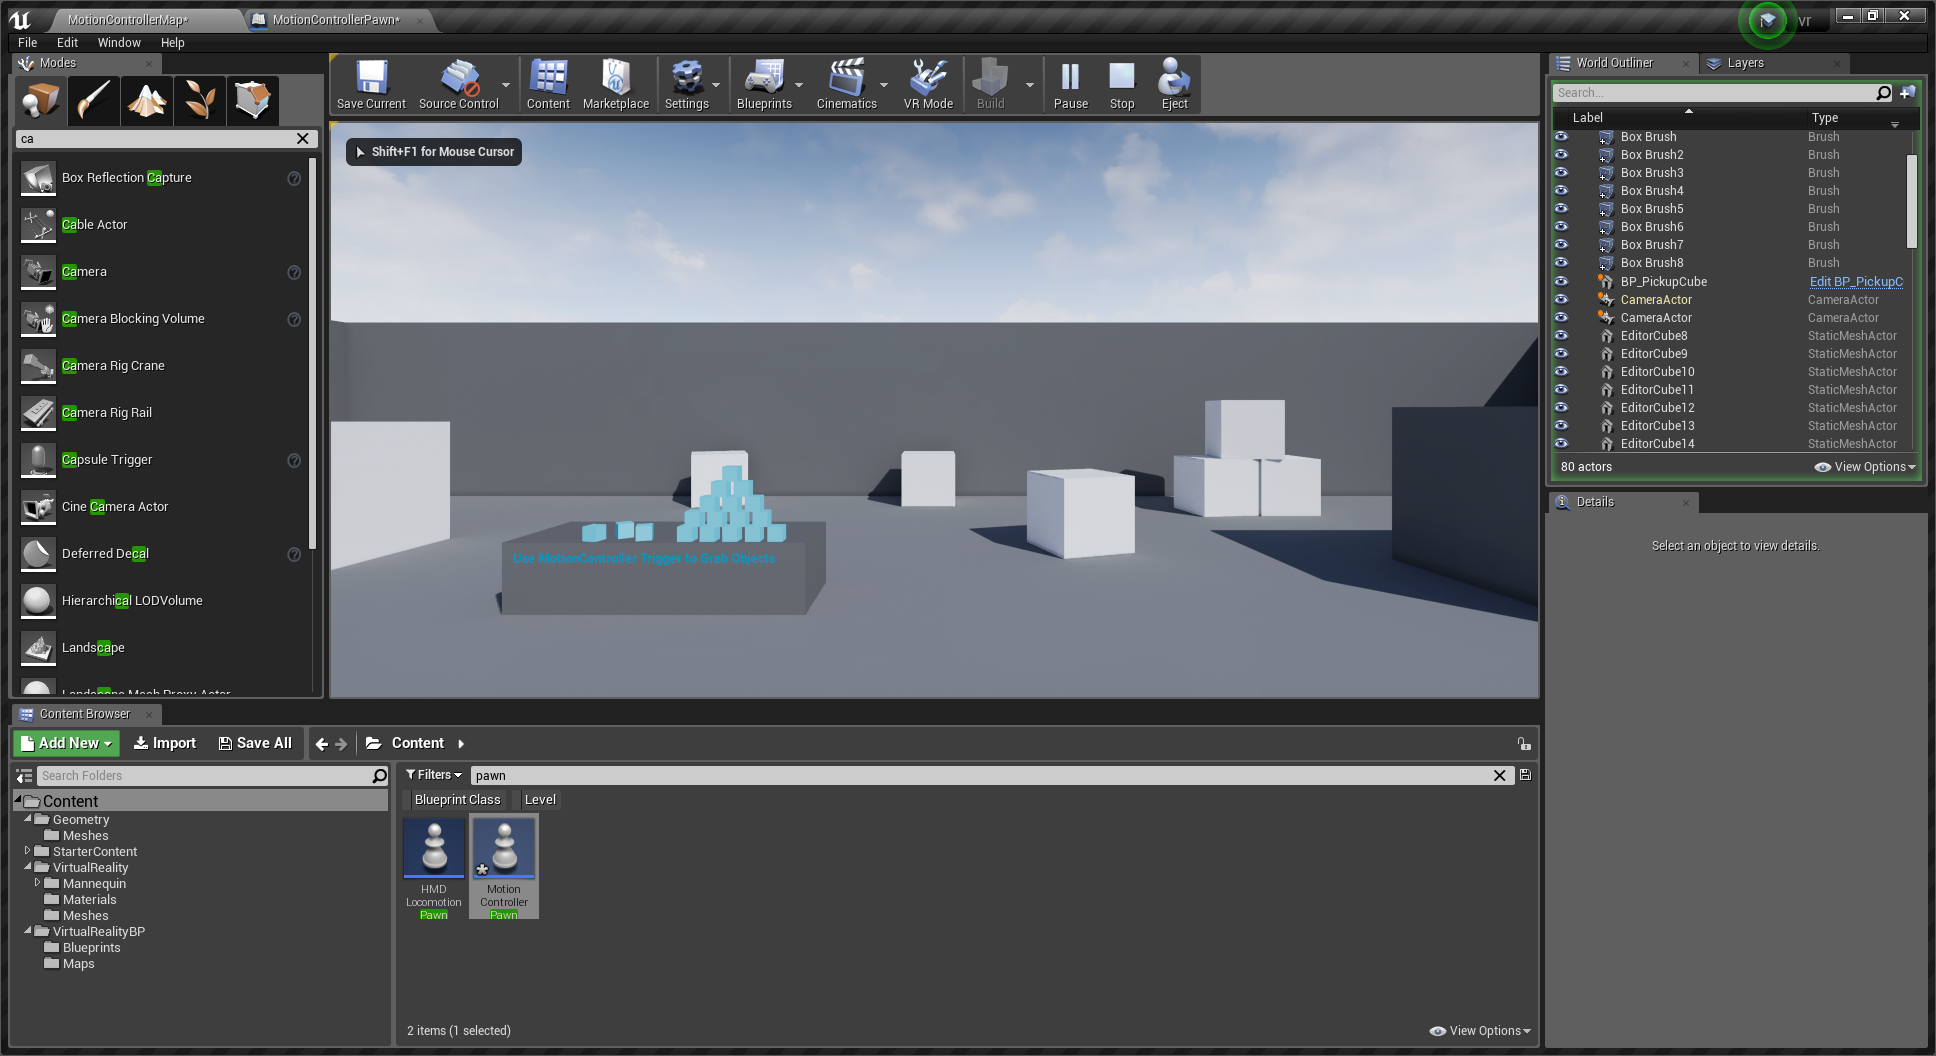 MotionControllerMap*
MotionControllerPawn*
vr
File Edit Window Help
Modes
Save Current
Source Control
Content
Marketplace
Settings
Blueprints
Cinematics
VR Mode
Build
Pause
Stop
Eject
ca
Box Reflection Capture
Cable Actor
Camera
Camera Blocking Volume
Camera Rig Crane
Camera Rig Rail
Capsule Trigger
Cine Camera Actor
Deferred Decal
Hierarchical LODVolume
Landscape
Landscape Mesh Proxy Actor
Shift+F1 for Mouse Cursor
Use MotionController Trigger to Grab Objects
World Outliner
Layers
Search...
Label Type
Box Brush Brush
Box Brush2 Brush
Box Brush3 Brush
Box Brush4 Brush
Box Brush5 Brush
Box Brush6 Brush
Box Brush7 Brush
Box Brush8 Brush
BP_PickupCube Edit BP_PickupC
CameraActor CameraActor
CameraActor CameraActor
EditorCube8 StaticMeshActor
EditorCube9 StaticMeshActor
EditorCube10 StaticMeshActor
EditorCube11 StaticMeshActor
EditorCube12 StaticMeshActor
EditorCube13 StaticMeshActor
EditorCube14 StaticMeshActor
80 actors
View Options
Details
Select an object to view details.
Content Browser
Add New
Import
Save All
Content
Search Folders
Content
Geometry
Meshes
StarterContent
VirtualReality
Mannequin
Materials
Meshes
VirtualRealityBP
Blueprints
Maps
Filters
pawn
Blueprint Class
Level
HMD
Locomotion
Pawn
Motion
Controller
Pawn
2 items (1 selected)
View Options